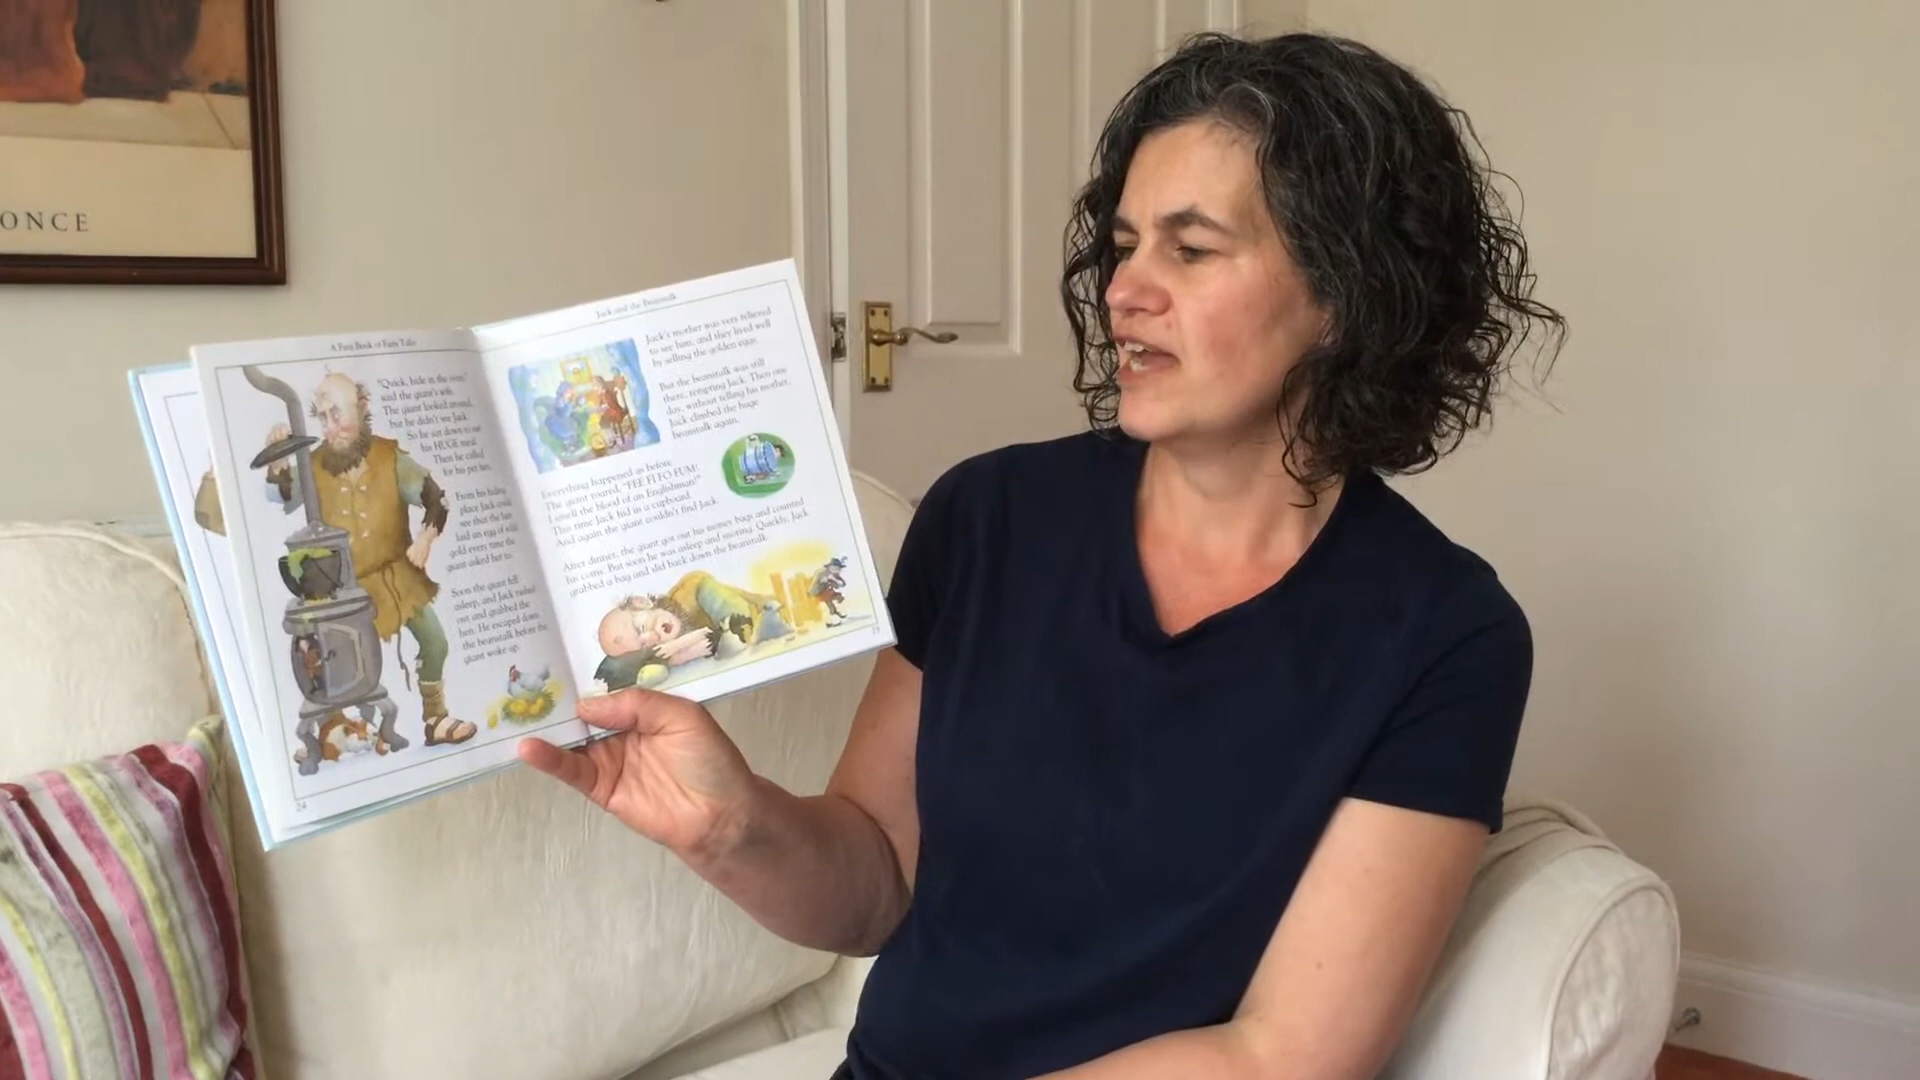 ONCE
A First Book of Fairy Tales
"Quick, hide in the oven,"
said the giant's wife.
The giant looked around,
but he didn't see Jack.
So he sat down to eat
his HUGE meal.
Then he called
for his pet hen.
From his hiding
place Jack could
see that the hen
laid an egg of solid
gold every time the
giant asked her to.
Soon the giant fell
asleep, and Jack rushed
out and grabbed the
hen. He escaped down
the beanstalk before the
giant woke up.
24
Jack and the Beanstalk
Jack's mother was very relieved
to see him, and they lived well
by selling the golden eggs.
But the beanstalk was still
there, tempting Jack. Then one
day, without telling his mother,
Jack climbed the huge
beanstalk again.
Everything happened as before.
The giant roared, "FEE FI FO FUM!
I smell the blood of an Englishman!"
This time Jack hid in a cupboard.
And again the giant couldn't find Jack.
After dinner, the giant got out his money bags and counted
his coins. But soon he was asleep and snoring. Quickly, Jack
grabbed a bag and slid back down the beanstalk.
25